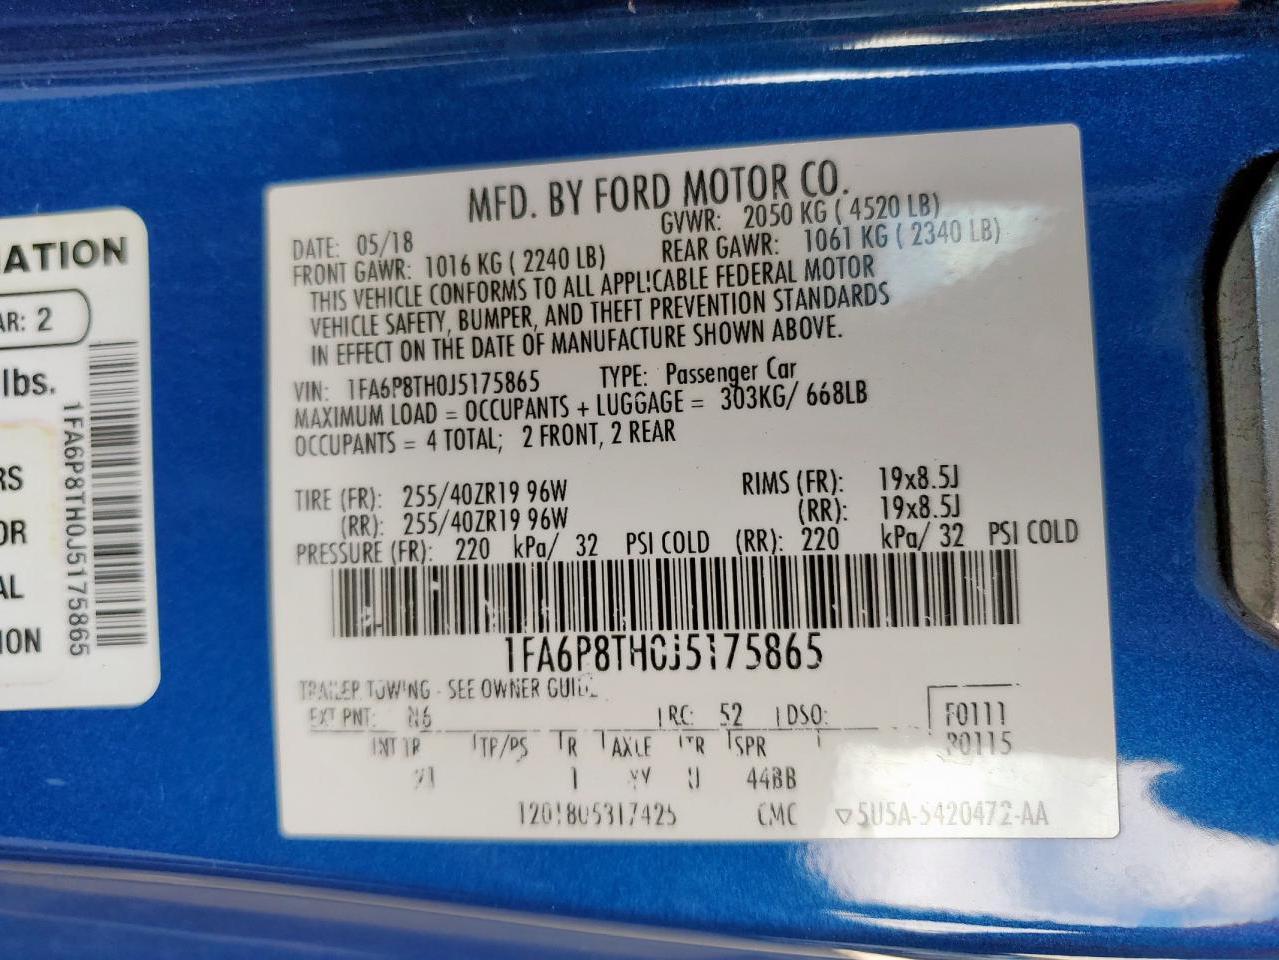 MFD. BY FORD MOTOR CO.
DATE: 05/18 GVWR: 2050 KG ( 4520 LB)
FRONT GAWR: 1016 KG ( 2240 LB) REAR GAWR: 1061 KG ( 2340 LB)
THIS VEHICLE CONFORMS TO ALL APPLICABLE FEDERAL MOTOR
VEHICLE SAFETY, BUMPER, AND THEFT PREVENTION STANDARDS
IN EFFECT ON THE DATE OF MANUFACTURE SHOWN ABOVE.
VIN: 1FA6P8TH0J5175865 TYPE: Passenger Car
MAXIMUM LOAD = OCCUPANTS + LUGGAGE = 303KG/ 668LB
OCCUPANTS = 4 TOTAL; 2 FRONT, 2 REAR
TIRE (FR): 255/40ZR19 96W RIMS (FR): 19x8.5J
(RR): 255/40ZR19 96W (RR): 19x8.5J
PRESSURE (FR): 220 kPa/ 32 PSI COLD (RR): 220 kPa/ 32 PSI COLD
1FA6P8TH0J5175865
TRAILER TOWING - SEE OWNER GUIDE
EXT PNT: N6 RC: 52 DSO: F0111
INT TR TP/PS R AXLE TR SPR R0115
1 44BB
CMC 5U5A-5420472-AA
ATION
AR: 2
lbs.
RS
OR
AL
ION
1FA6P8TH0J5175865